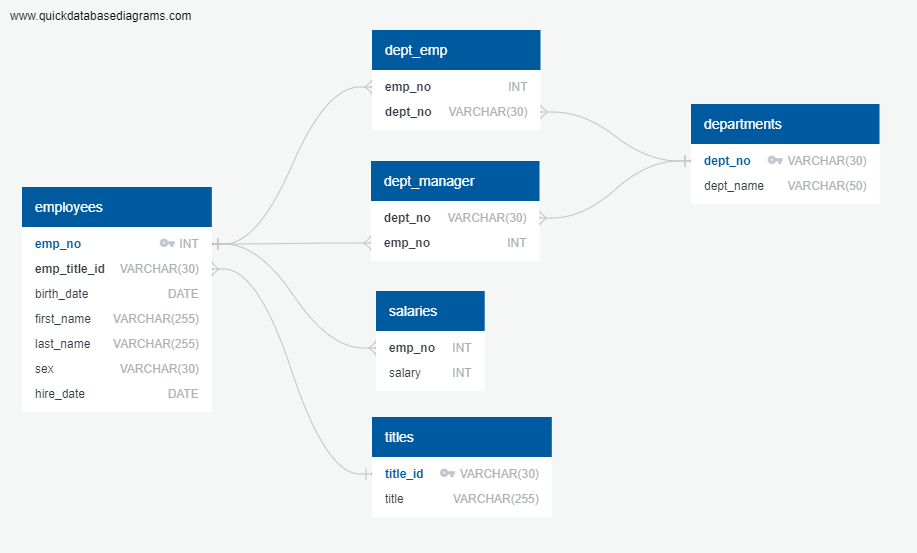 www.quickdatabasediagrams.com
employees
emp_no INT
emp_title_id VARCHAR(30)
birth_date DATE
first_name VARCHAR(255)
last_name VARCHAR(255)
sex VARCHAR(30)
hire_date DATE
dept_emp
emp_no INT
dept_no VARCHAR(30)
dept_manager
dept_no VARCHAR(30)
emp_no INT
salaries
emp_no INT
salary INT
titles
title_id VARCHAR(30)
title VARCHAR(255)
departments
dept_no VARCHAR(30)
dept_name VARCHAR(50)